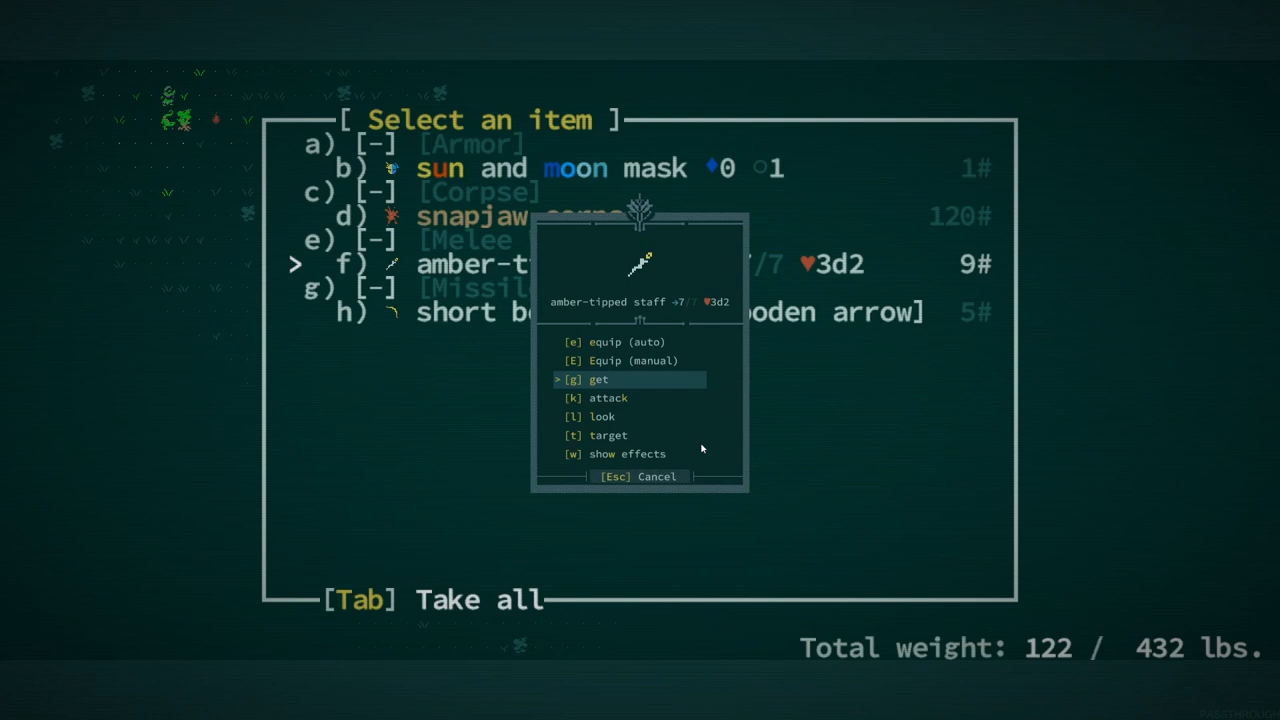 [ Select an item ]
a) [-] [Armor]
b) sun and moon mask ♦0 ○1 1#
c) [-] [Corpse]
d) snapjaw 120#
e) [-] [Melee
> f) amber-t /7 ♥3d2 9#
g) [-] [Missil
h) short b ooden arrow] 5#
amber-tipped staff →7/7 ♥3d2
[e] equip (auto)
[E] Equip (manual)
> [g] get
[k] attack
[l] look
[t] target
[w] show effects
[Esc] Cancel
[Tab] Take all
Total weight: 122 / 432 lbs.